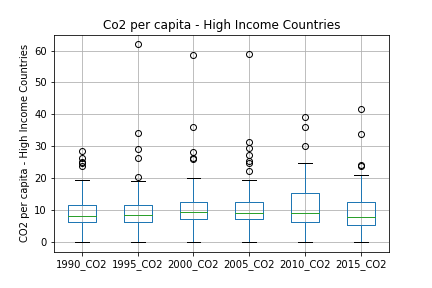 Co2 per capita - High Income Countries
CO2 per capita - High Income Countries
60
50
40
30
20
10
0
1990_CO2 1995_CO2 2000_CO2 2005_CO2 2010_CO2 2015_CO2